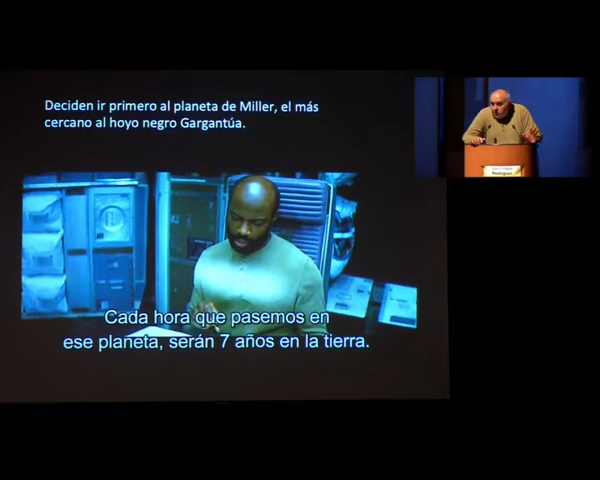 Deciden ir primero al planeta de Miller, el más
cercano al hoyo negro Gargantúa.
Cada hora que pasemos en
ese planeta, serán 7 años en la tierra.
Rodríguez